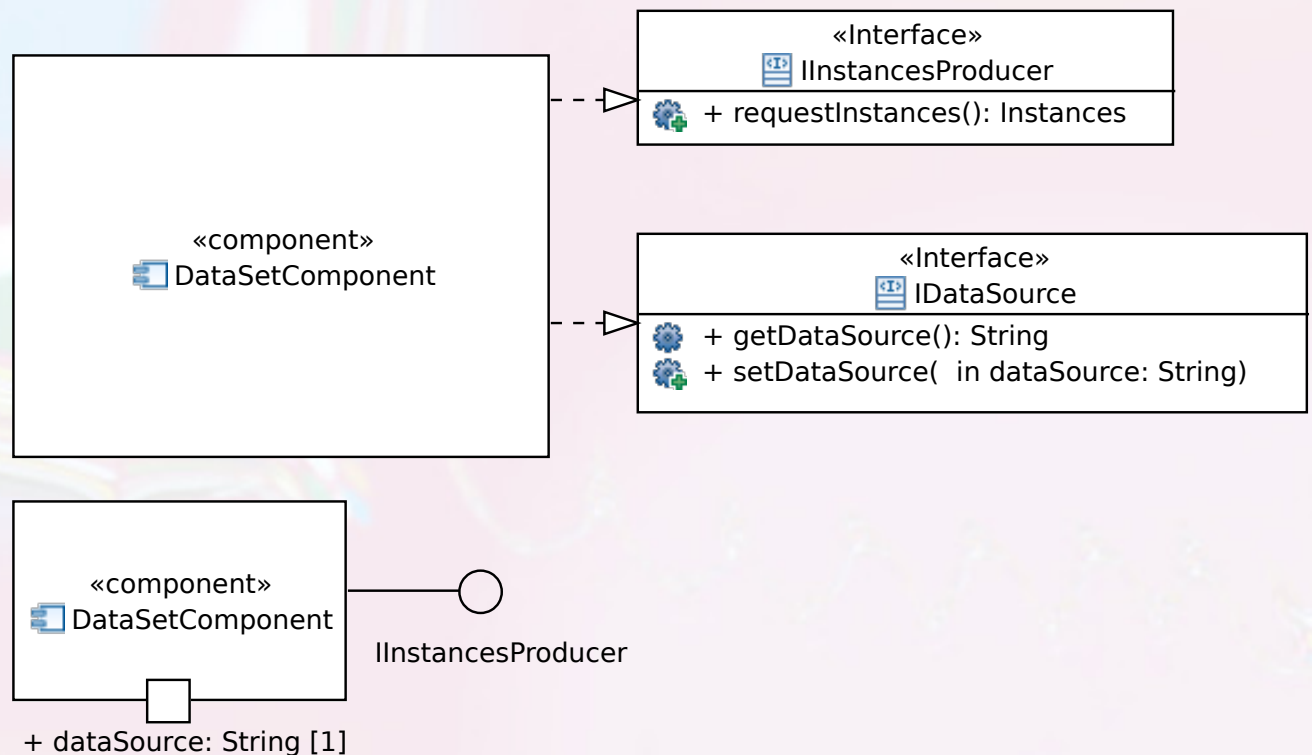 «component»
DataSetComponent
«Interface»
IInstancesProducer
+ requestInstances(): Instances
«Interface»
IDataSource
+ getDataSource(): String
+ setDataSource(  in dataSource: String)
«component»
DataSetComponent
IInstancesProducer
+ dataSource: String [1]